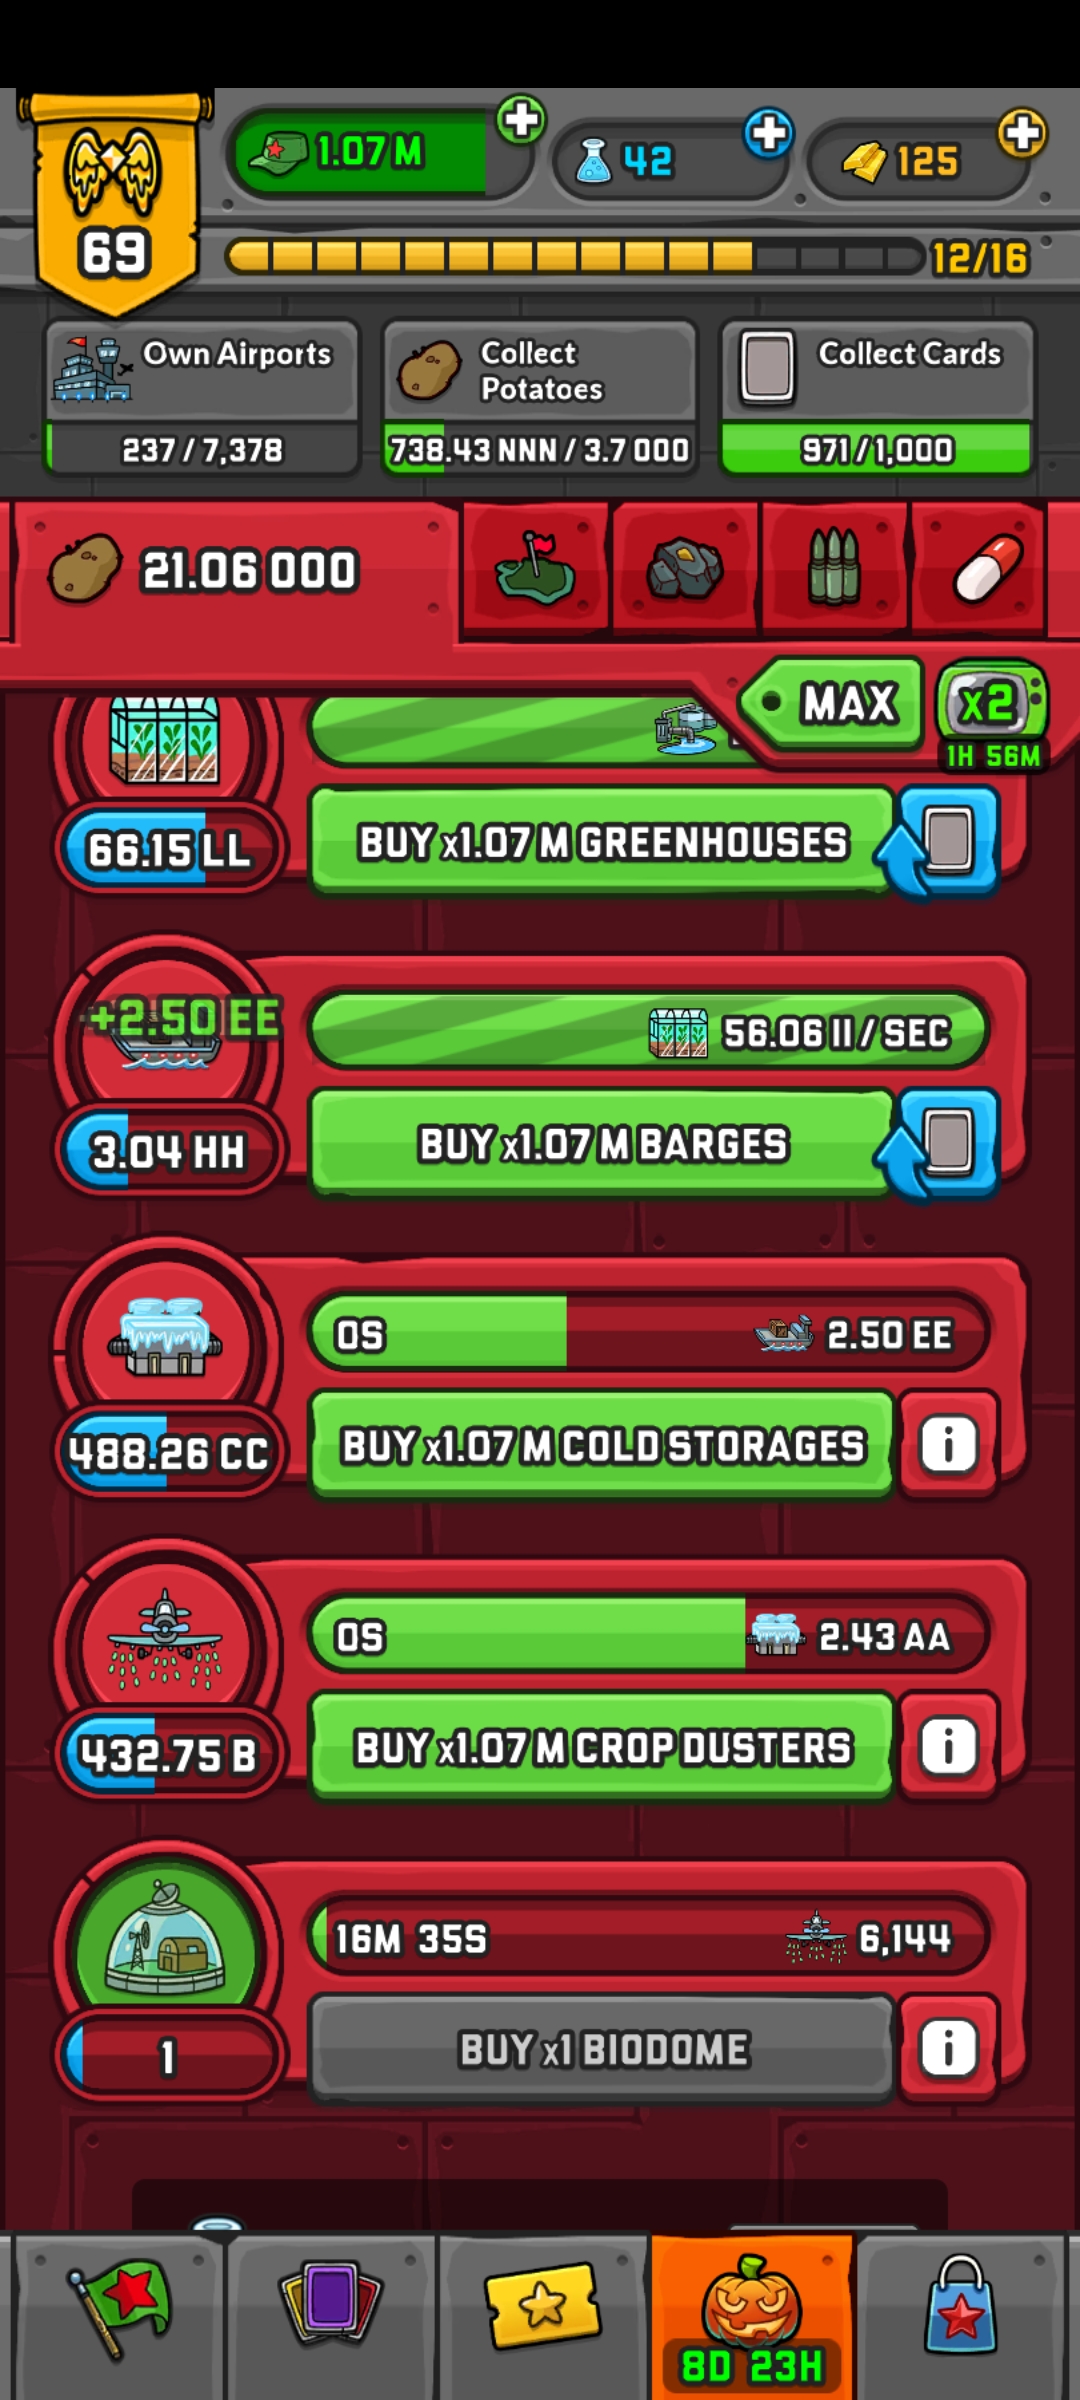 1.07 M
42
125
69
12/16
Own Airports
Collect
Potatoes
Collect Cards
237 / 7,378
738.43 NNN / 3.7 OOO
971 / 1,000
21.06 OOO
MAX
x2
1H 56M
66.15 LL
BUY x1.07 M GREENHOUSES
+2.50 EE
56.06 II / SEC
3.04 HH
BUY x1.07 M BARGES
0S
2.50 EE
488.26 CC
BUY x1.07 M COLD STORAGES
i
0S
2.43 AA
432.75 B
BUY x1.07 M CROP DUSTERS
i
16M 35S
6,144
1
BUY x1 BIODOME
i
8D 23H